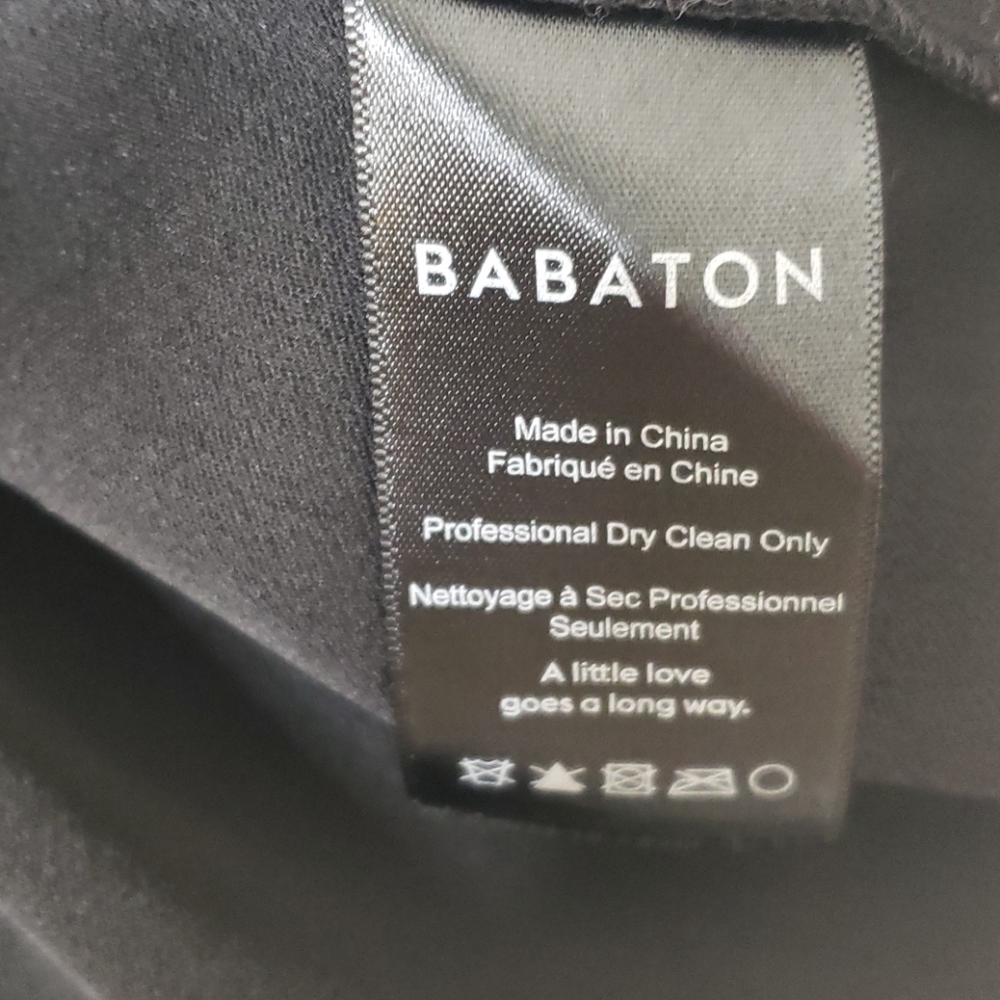 BABATON
Made in China
Fabriqué en Chine
Professional Dry Clean Only
Nettoyage à Sec Professionnel
Seulement
A little love
goes a long way.